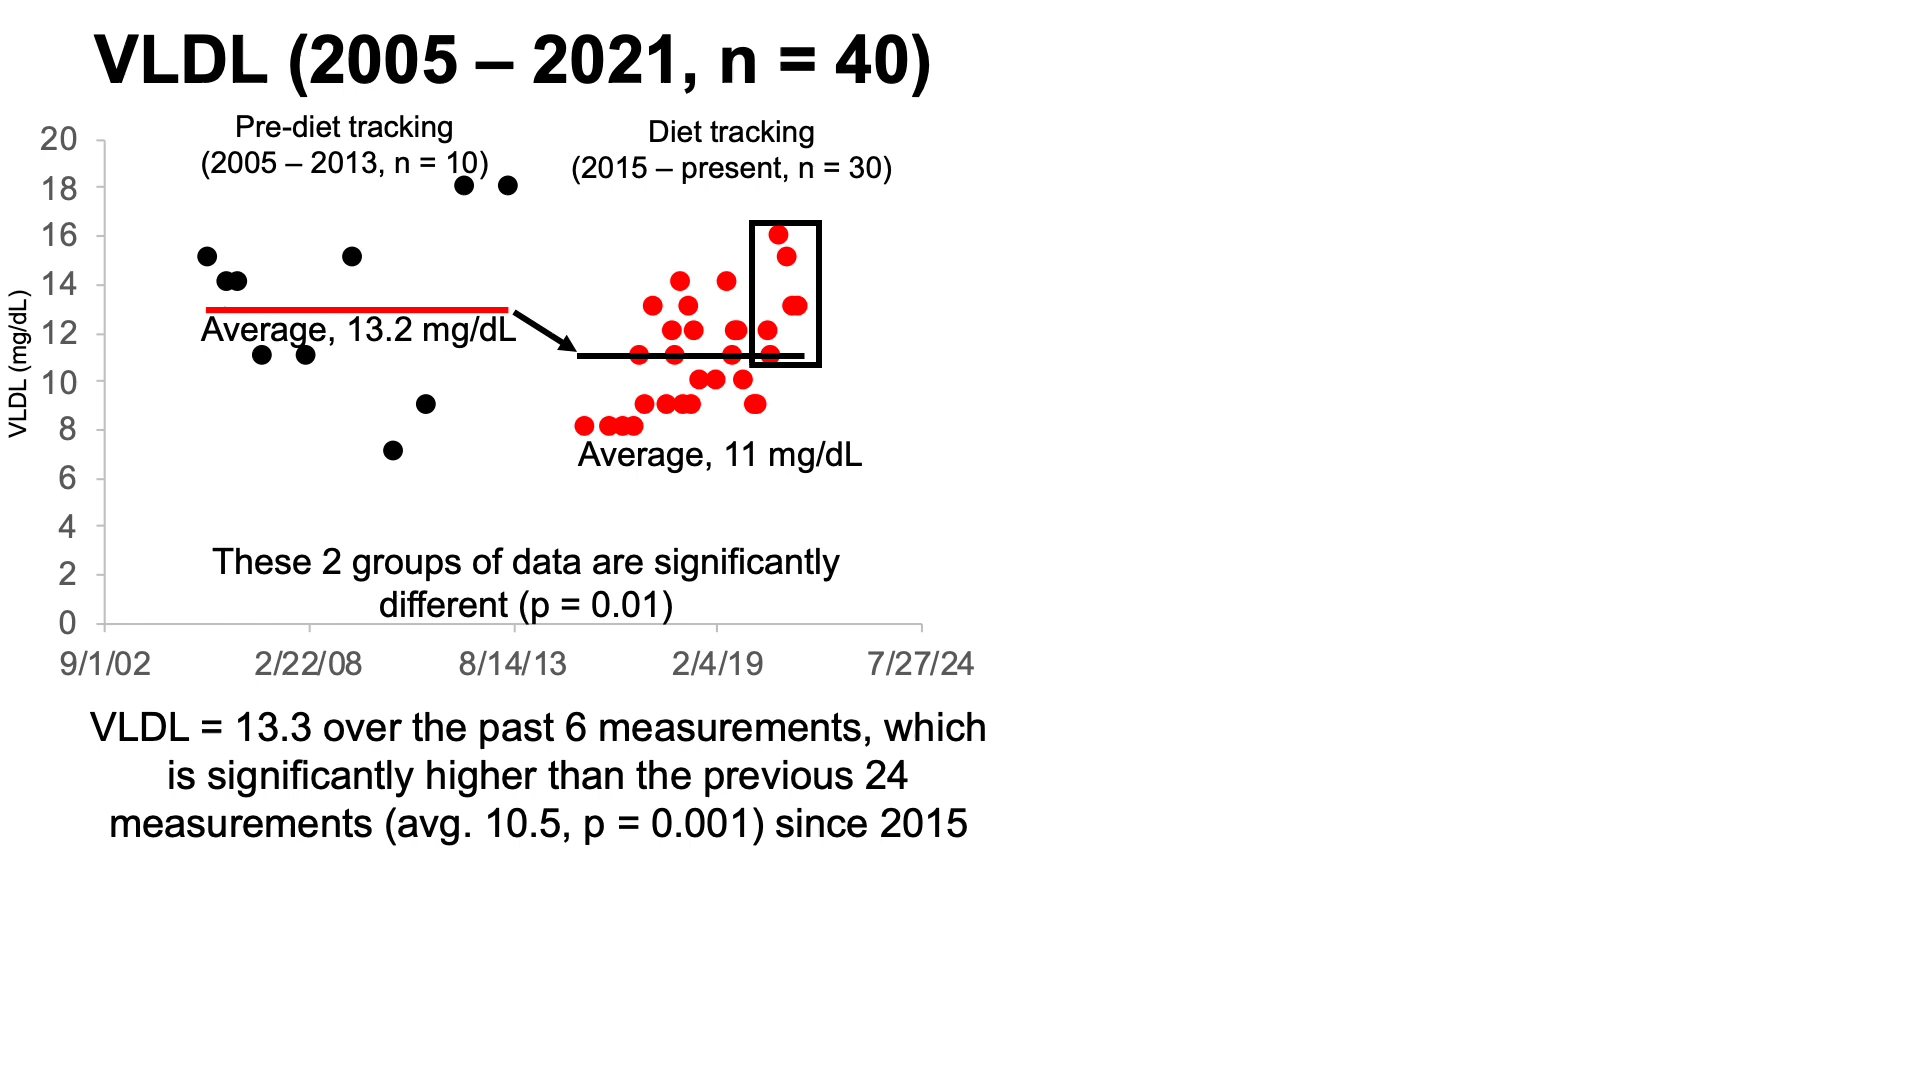 VLDL (2005 – 2021, n = 40)
Pre-diet tracking
(2005 – 2013, n = 10)
Diet tracking
(2015 – present, n = 30)
20
18
16
14
12
10
8
6
4
2
0
VLDL (mg/dL)
Average, 13.2 mg/dL
Average, 11 mg/dL
These 2 groups of data are significantly
different (p = 0.01)
9/1/02
2/22/08
8/14/13
2/4/19
7/27/24
VLDL = 13.3 over the past 6 measurements, which
is significantly higher than the previous 24
measurements (avg. 10.5, p = 0.001) since 2015